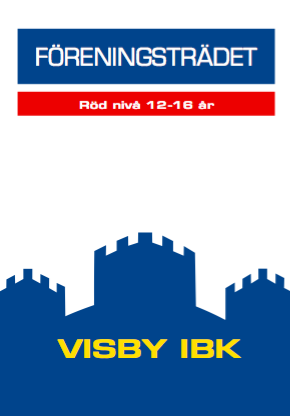 FÖRENINGSTRÄDET
Röd nivå 12-16 år
VISBY IBK